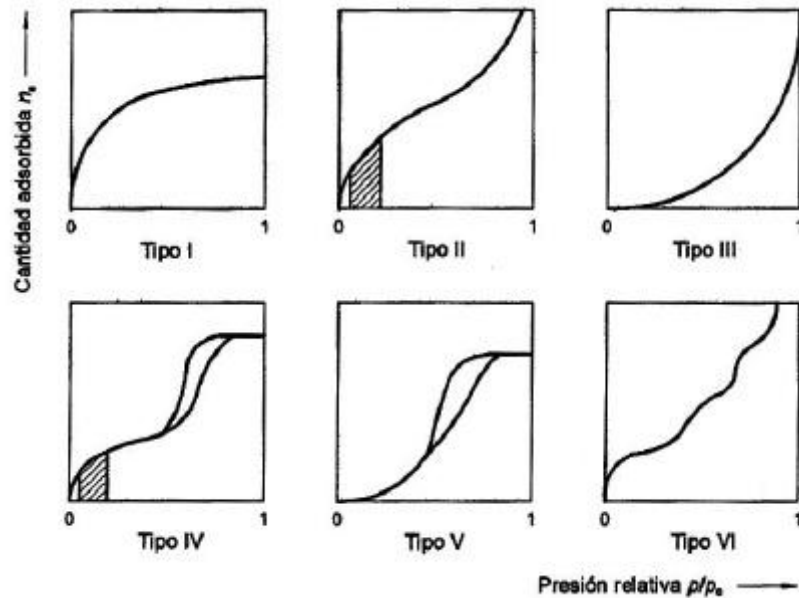 Cantidad adsorbida nₐ
0
1
Tipo I
0
1
Tipo II
0
1
Tipo III
0
1
Tipo IV
0
1
Tipo V
0
1
Tipo VI
Presión relativa p/pₒ